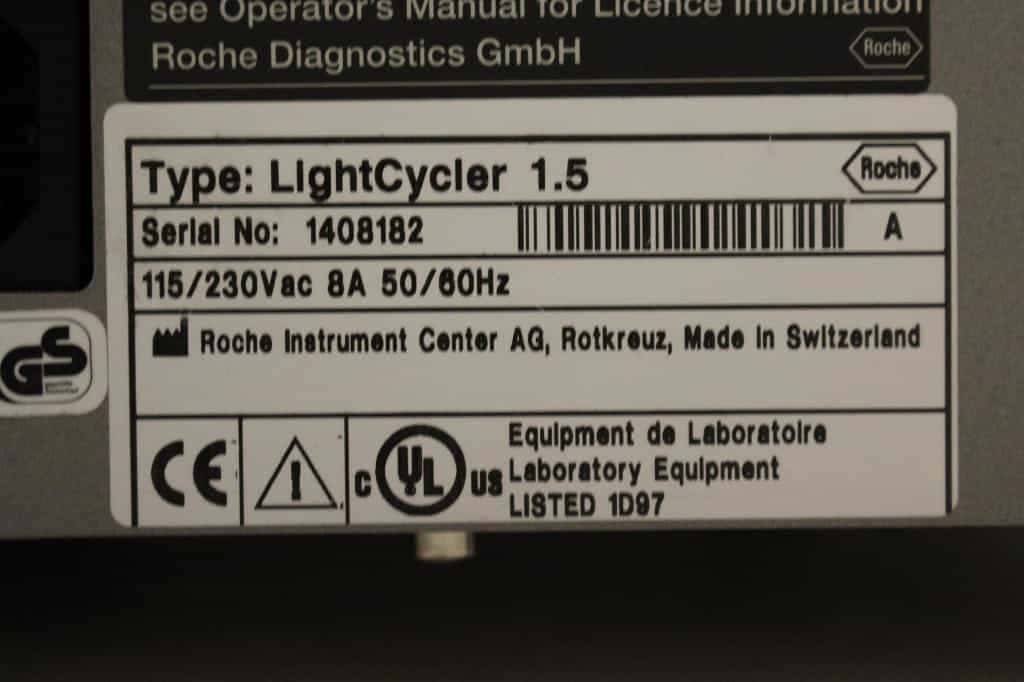 see Operator's Manual for Licence Information
Roche Diagnostics GmbH
Roche
Type: LightCycler 1.5
Roche
Serial No: 1408182
A
115/230Vac 8A 50/60Hz
Roche Instrument Center AG, Rotkreuz, Made in Switzerland
GS
CE
C UL US
Equipment de Laboratoire
Laboratory Equipment
LISTED 1D97